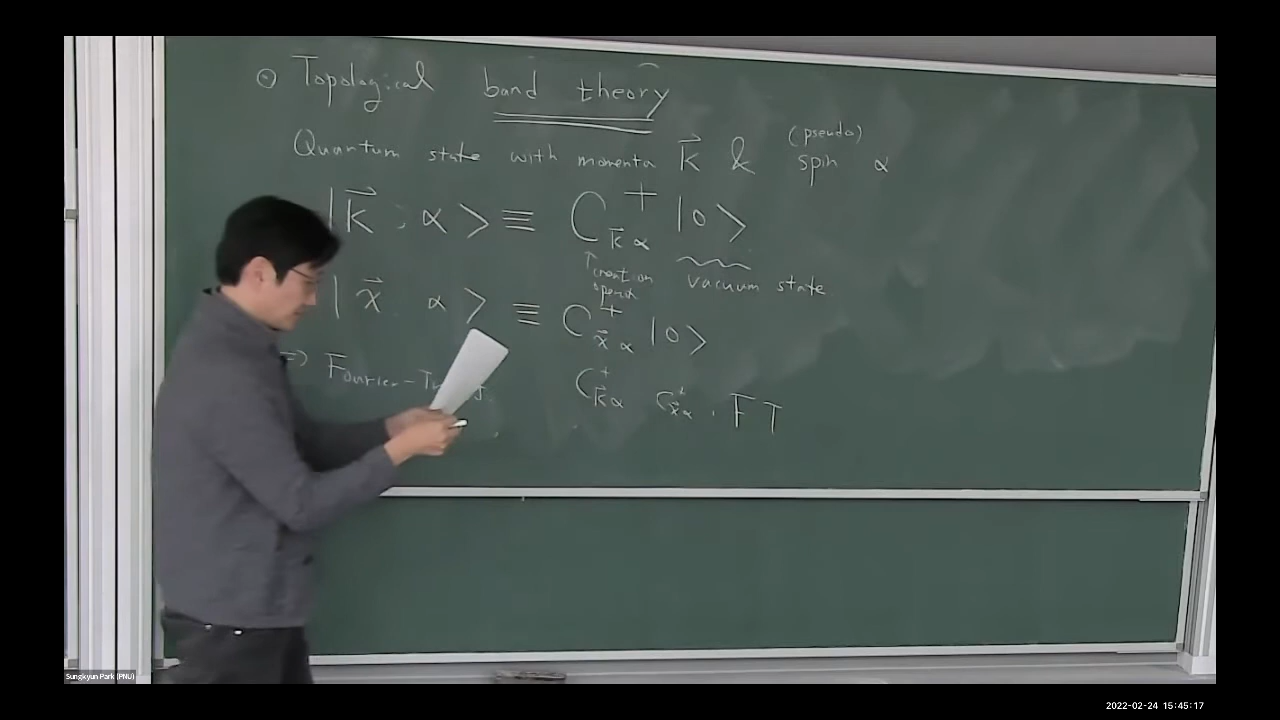 ⊙ Topological band theory
Quantum state with momenta k⃗ & (pseudo) spin α
|k⃗, α> ≡ C†k⃗α |0>
↑ creation vacuum state
|x⃗ α> ≡ C†x⃗α |0>
⇒ Fourier-
C†k⃗α C†x⃗α . FT
Sungkyun Park (PNU)
2022-02-24 15:45:17